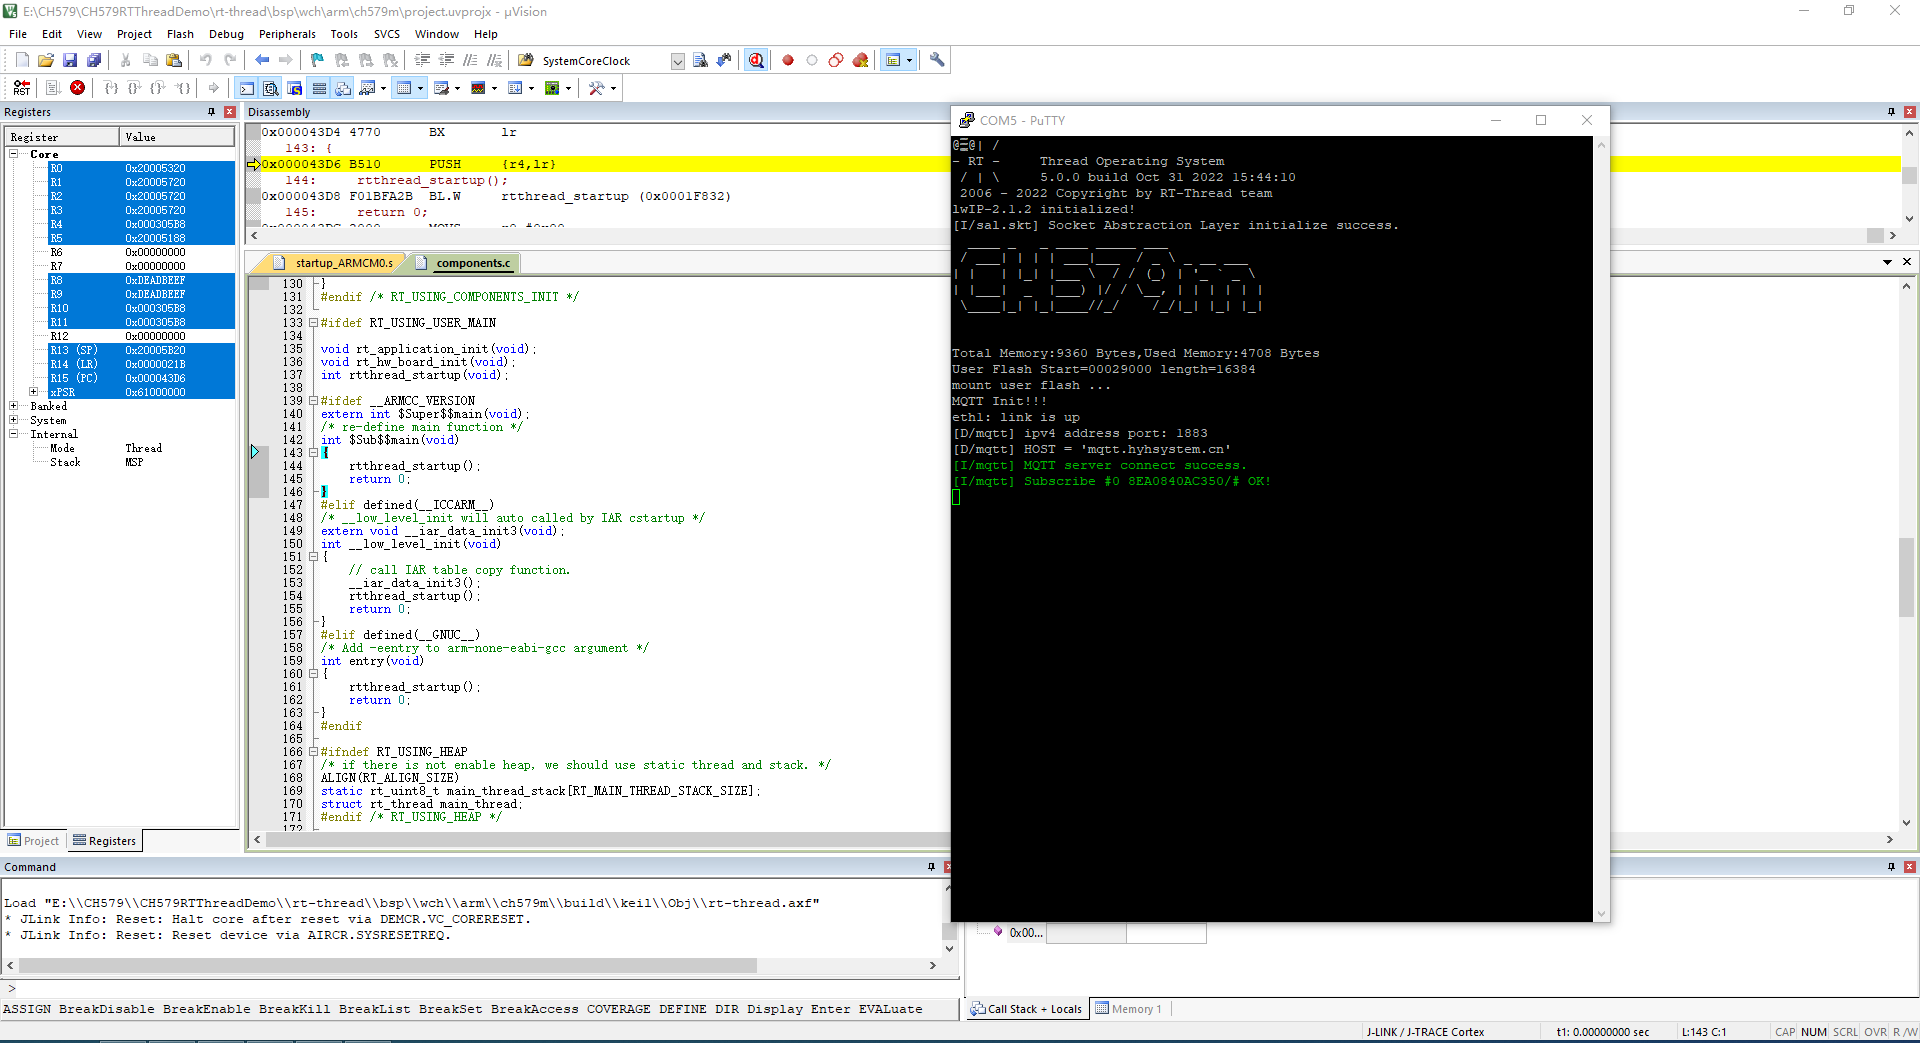 E:\CH579\CH579RTThreadDemo\rt-thread\bsp\wch\arm\ch579m\project.uvprojx - µVision
File Edit View Project Flash Debug Peripherals Tools SVCS Window Help
SystemCoreClock
RST
Registers
Register Value
Core
R0 0x20005320
R1 0x20005720
R2 0x20005720
R3 0x20005720
R4 0x000305B8
R5 0x20005188
R6 0x00000000
R7 0x00000000
R8 0xDEADBEEF
R9 0xDEADBEEF
R10 0x000305B8
R11 0x000305B8
R12 0x00000000
R13 (SP) 0x20005B20
R14 (LR) 0x0000021B
R15 (PC) 0x000043D6
xPSR 0x61000000
Banked
System
Internal
Mode Thread
Stack MSP
Project Registers
Disassembly
0x000043D4 4770 BX lr
143: {
0x000043D6 B510 PUSH {r4,lr}
144: rtthread_startup();
0x000043D8 F01BFA2B BL.W rtthread_startup (0x0001F832)
145: return 0;
startup_ARMCM0.s components.c
130 }
131 #endif /* RT_USING_COMPONENTS_INIT */
132
133 #ifdef RT_USING_USER_MAIN
134
135 void rt_application_init(void);
136 void rt_hw_board_init(void);
137 int rtthread_startup(void);
138
139 #ifdef __ARMCC_VERSION
140 extern int $Super$$main(void);
141 /* re-define main function */
142 int $Sub$$main(void)
143 {
144 rtthread_startup();
145 return 0;
146 }
147 #elif defined(__ICCARM__)
148 /* __low_level_init will auto called by IAR cstartup */
149 extern void __iar_data_init3(void);
150 int __low_level_init(void)
151 {
152 // call IAR table copy function.
153 __iar_data_init3();
154 rtthread_startup();
155 return 0;
156 }
157 #elif defined(__GNUC__)
158 /* Add -eentry to arm-none-eabi-gcc argument */
159 int entry(void)
160 {
161 rtthread_startup();
162 return 0;
163 }
164 #endif
165
166 #ifndef RT_USING_HEAP
167 /* if there is not enable heap, we should use static thread and stack. */
168 ALIGN(RT_ALIGN_SIZE)
169 static rt_uint8_t main_thread_stack[RT_MAIN_THREAD_STACK_SIZE];
170 struct rt_thread main_thread;
171 #endif /* RT_USING_HEAP */
172
COM5 - PuTTY
\ | /
- RT - Thread Operating System
/ | \ 5.0.0 build Oct 31 2022 15:44:10
2006 - 2022 Copyright by RT-Thread team
lwIP-2.1.2 initialized!
[I/sal.skt] Socket Abstraction Layer initialize success.
CH579m
Total Memory:9360 Bytes,Used Memory:4708 Bytes
User Flash Start=00029000 length=16384
mount user flash ...
MQTT Init!!!
eth1: link is up
[D/mqtt] ipv4 address port: 1883
[D/mqtt] HOST = 'mqtt.hyhsystem.cn'
[I/mqtt] MQTT server connect success.
[I/mqtt] Subscribe #0 8EA0840AC350/# OK!
Command
Load "E:\\CH579\\CH579RTThreadDemo\\rt-thread\\bsp\\wch\\arm\\ch579m\\build\\keil\\Obj\\rt-thread.axf"
* JLink Info: Reset: Halt core after reset via DEMCR.VC_CORERESET.
* JLink Info: Reset: Reset device via AIRCR.SYSRESETREQ.
>
ASSIGN BreakDisable BreakEnable BreakKill BreakList BreakSet BreakAccess COVERAGE DEFINE DIR Display Enter EVALuate
0x00...
Call Stack + Locals Memory 1
J-LINK / J-TRACE Cortex t1: 0.00000000 sec L:143 C:1 CAP NUM SCRL OVR R/W